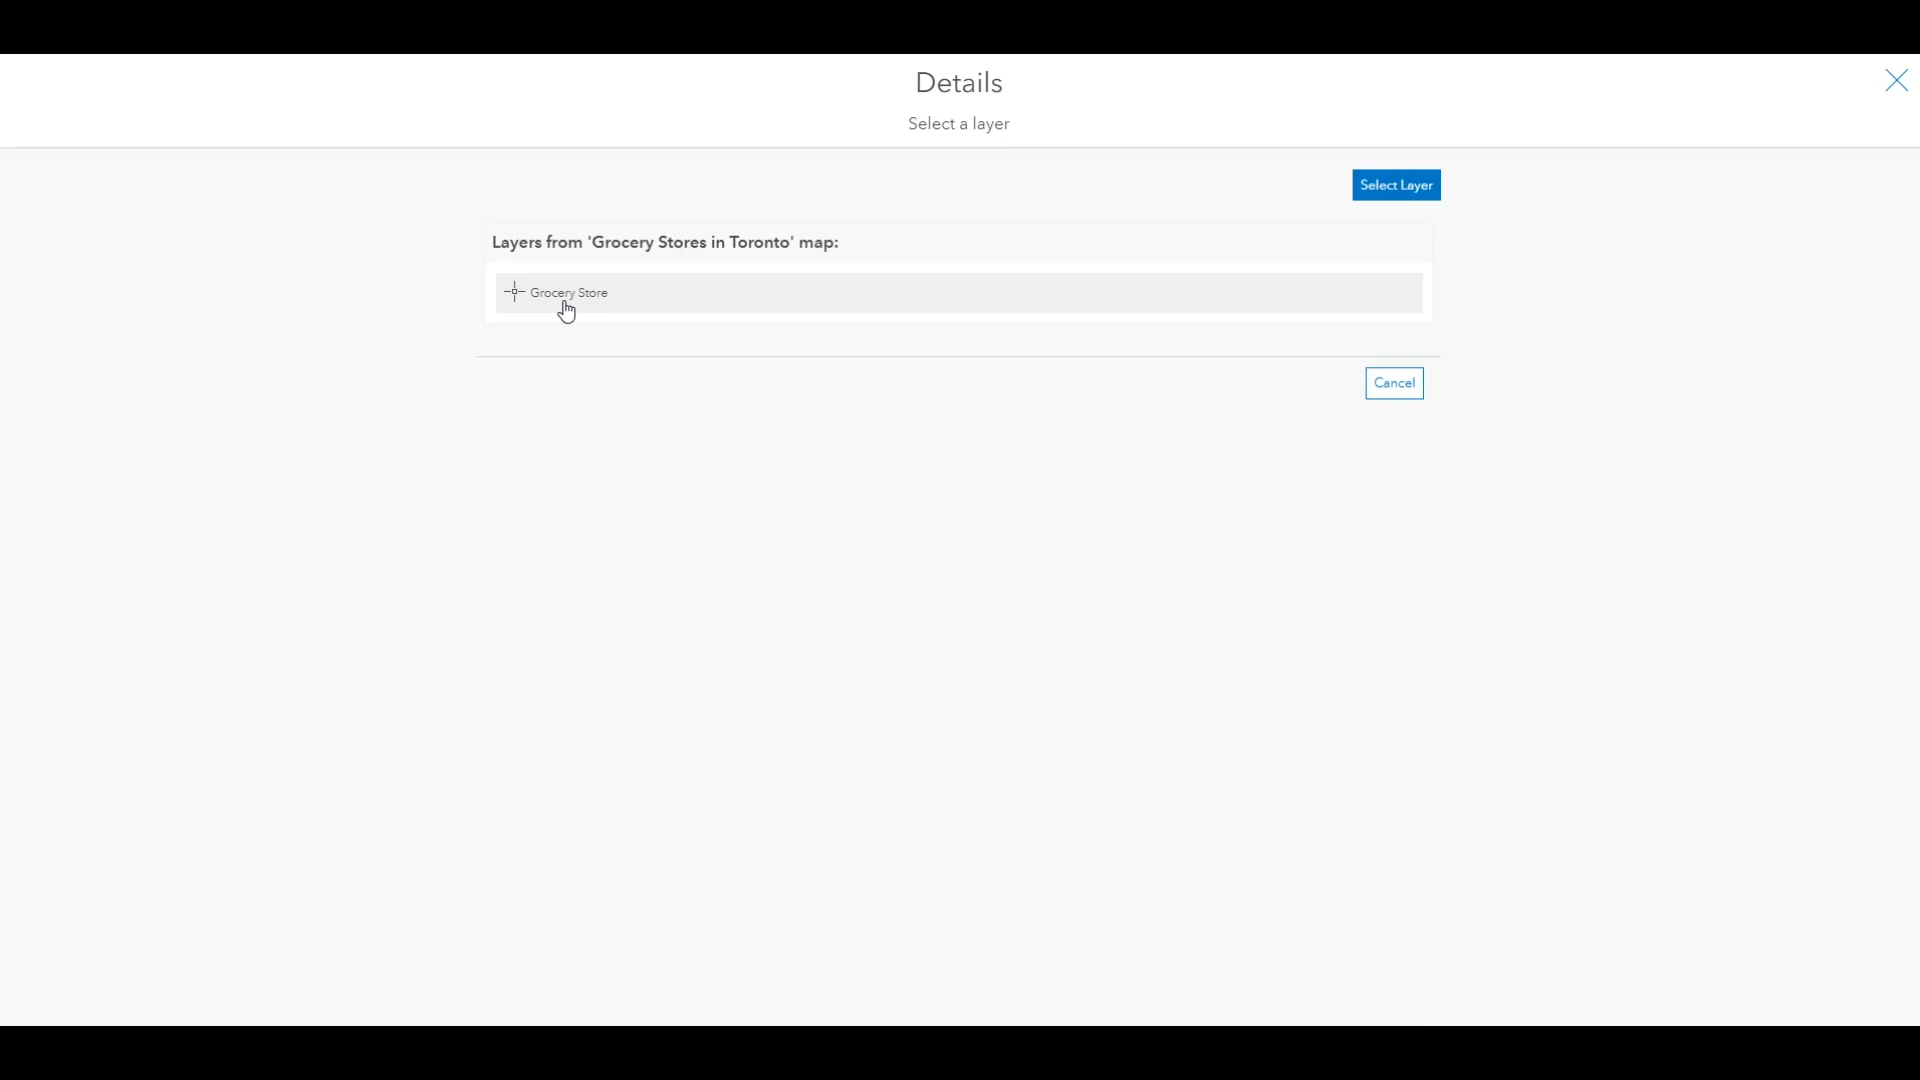 Details
Select a layer
Select Layer
Layers from 'Grocery Stores in Toronto' map:
Grocery Store
Cancel